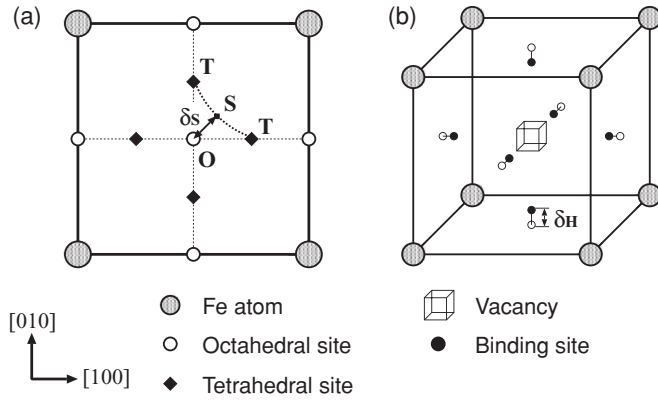 (a)
(b)
T
S
δs
T
O
δH
[010]
[100]
Fe atom
Octahedral site
Tetrahedral site
Vacancy
Binding site